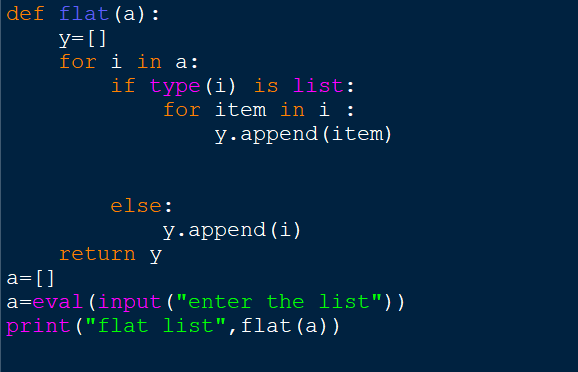 def flat(a):
    y=[]
    for i in a:
        if type(i) is list:
            for item in i :
                y.append(item)
        else:
            y.append(i)
    return y
a=[]
a=eval(input("enter the list"))
print("flat list",flat(a))